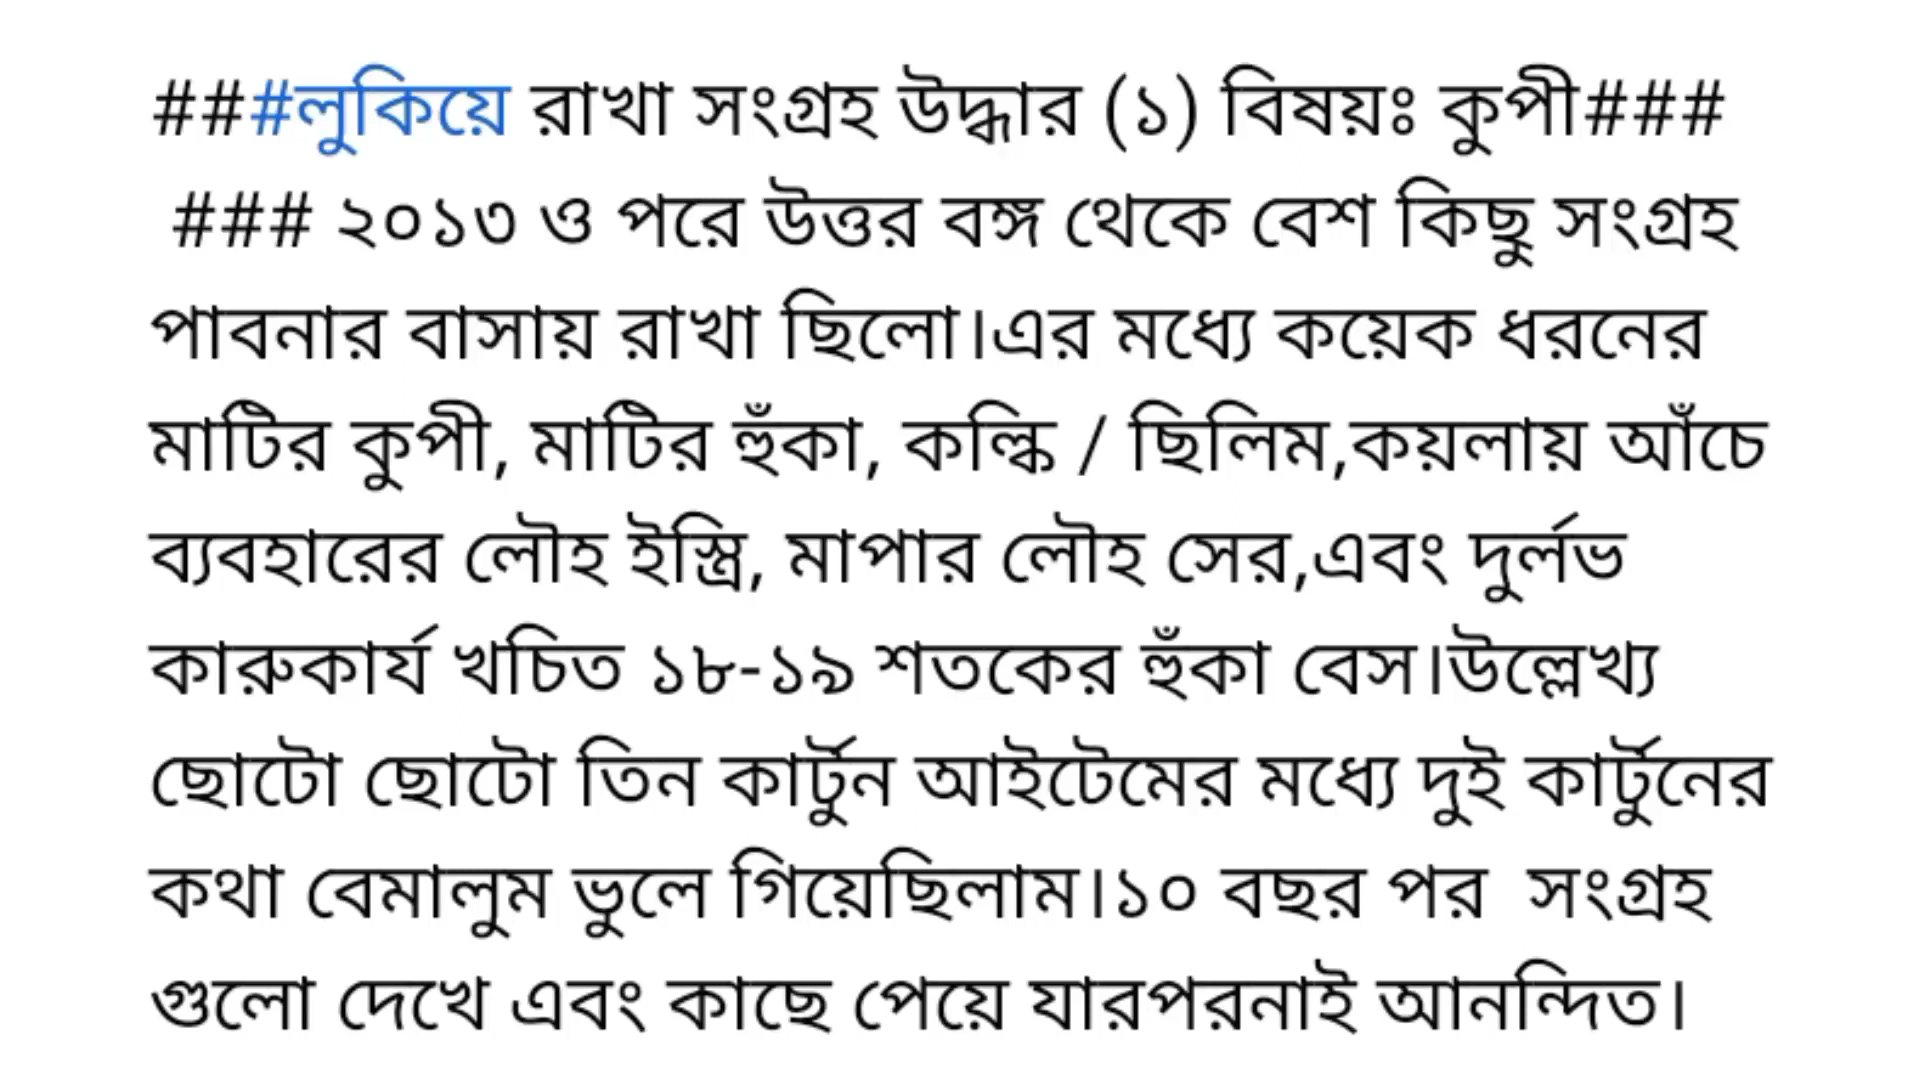 ###লুকিয়ে রাখা সংগ্রহ উদ্ধার (১) বিষয়ঃ কুপী###
### ২০১৩ ও পরে উত্তর বঙ্গ থেকে বেশ কিছু সংগ্রহ
পাবনার বাসায় রাখা ছিলো।এর মধ্যে কয়েক ধরনের
মাটির কুপী, মাটির হুঁকা, কল্কি / ছিলিম,কয়লায় আঁচে
ব্যবহারের লৌহ ইস্ত্রি, মাপার লৌহ সের,এবং দুর্লভ
কারুকার্য খচিত ১৮-১৯ শতকের হুঁকা বেস।উল্লেখ্য
ছোটো ছোটো তিন কার্টুন আইটেমের মধ্যে দুই কার্টুনের
কথা বেমালুম ভুলে গিয়েছিলাম।১০ বছর পর  সংগ্রহ
গুলো দেখে এবং কাছে পেয়ে যারপরনাই আনন্দিত।